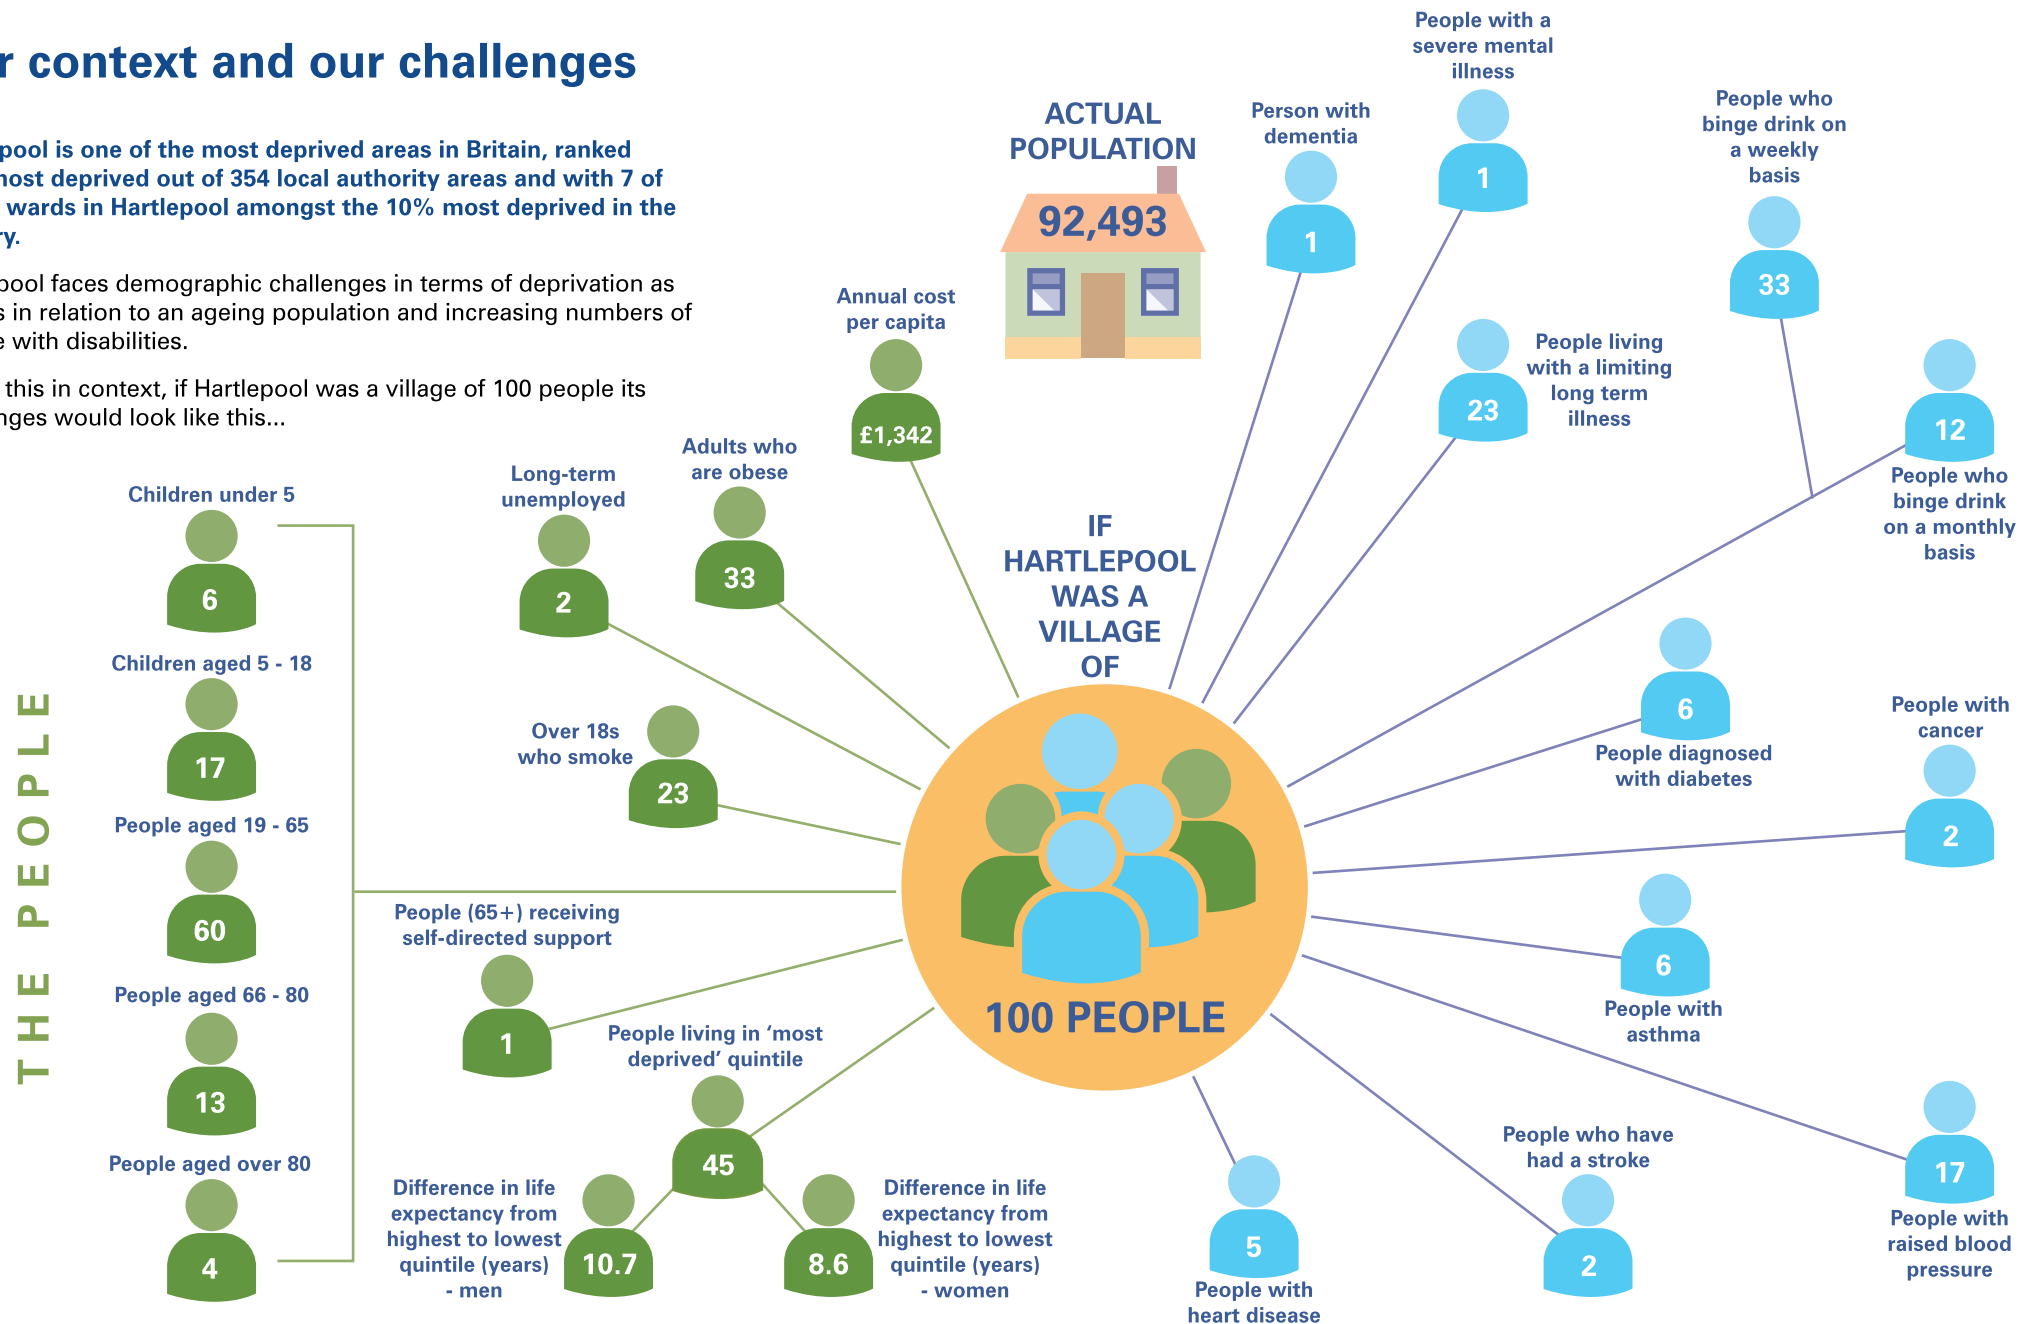 r context and our challenges
pool is one of the most deprived areas in Britain, ranked
most deprived out of 354 local authority areas and with 7 of
wards in Hartlepool amongst the 10% most deprived in the
ry.
pool faces demographic challenges in terms of deprivation as
s in relation to an ageing population and increasing numbers of
e with disabilities.
this in context, if Hartlepool was a village of 100 people its
nges would look like this...
THE PEOPLE
Children under 5
6
Children aged 5 - 18
17
People aged 19 - 65
60
People aged 66 - 80
13
People aged over 80
4
Long-term
unemployed
2
Adults who
are obese
33
Annual cost
per capita
£1,342
Over 18s
who smoke
23
People (65+) receiving
self-directed support
1
People living in ‘most
deprived’ quintile
45
Difference in life
expectancy from
highest to lowest
quintile (years)
- men
10.7
8.6
Difference in life
expectancy from
highest to lowest
quintile (years)
- women
ACTUAL
POPULATION
92,493
IF
HARTLEPOOL
WAS A
VILLAGE
OF
100 PEOPLE
Person with
dementia
1
People with a
severe mental
illness
1
People living
with a limiting
long term
illness
23
People who
binge drink on
a weekly
basis
33
12
People who
binge drink
on a monthly
basis
6
People diagnosed
with diabetes
People with
cancer
2
6
People with
asthma
17
People with
raised blood
pressure
People who have
had a stroke
2
5
People with
heart disease